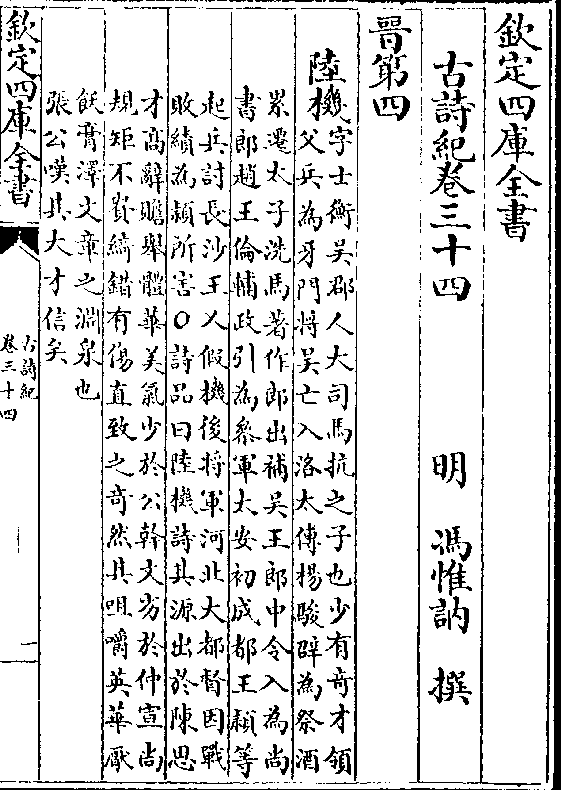 欽定四庫全書
古詩紀卷三十四
明 馮惟訥 撰
晉第四
陸機字士衡吳郡人大司馬抗之子也少有奇才領
父兵為牙門將吳亡入洛太傅楊駿辟為祭酒
累遷太子洗馬著作郎出補吳王郎中令入為尚
書郎趙王倫輔政引為參軍太安初成都王穎等
起兵討長沙王乂假機後將軍河北大都督因戰
敗績為穎所害○詩品曰陸機詩其源出於陳思
才高辭贍舉體華美氣少於公幹文劣於仲宣尚
規矩不貴綺錯有傷直致之奇然其咀嚼英華厭
飫膏澤文章之淵泉也
張公嘆其大才信矣
欽定四庫全書
古詩紀
卷三十四
一